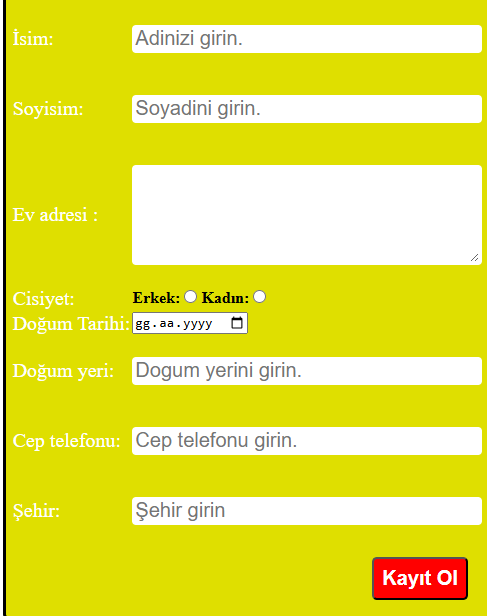 İsim: Adinizi girin.
Soyisim: Soyadini girin.
Ev adresi :
Cisiyet: Erkek: Kadın:
Doğum Tarihi: gg.aa.yyyy
Doğum yeri: Dogum yerini girin.
Cep telefonu: Cep telefonu girin.
Şehir: Şehir girin
Kayıt Ol